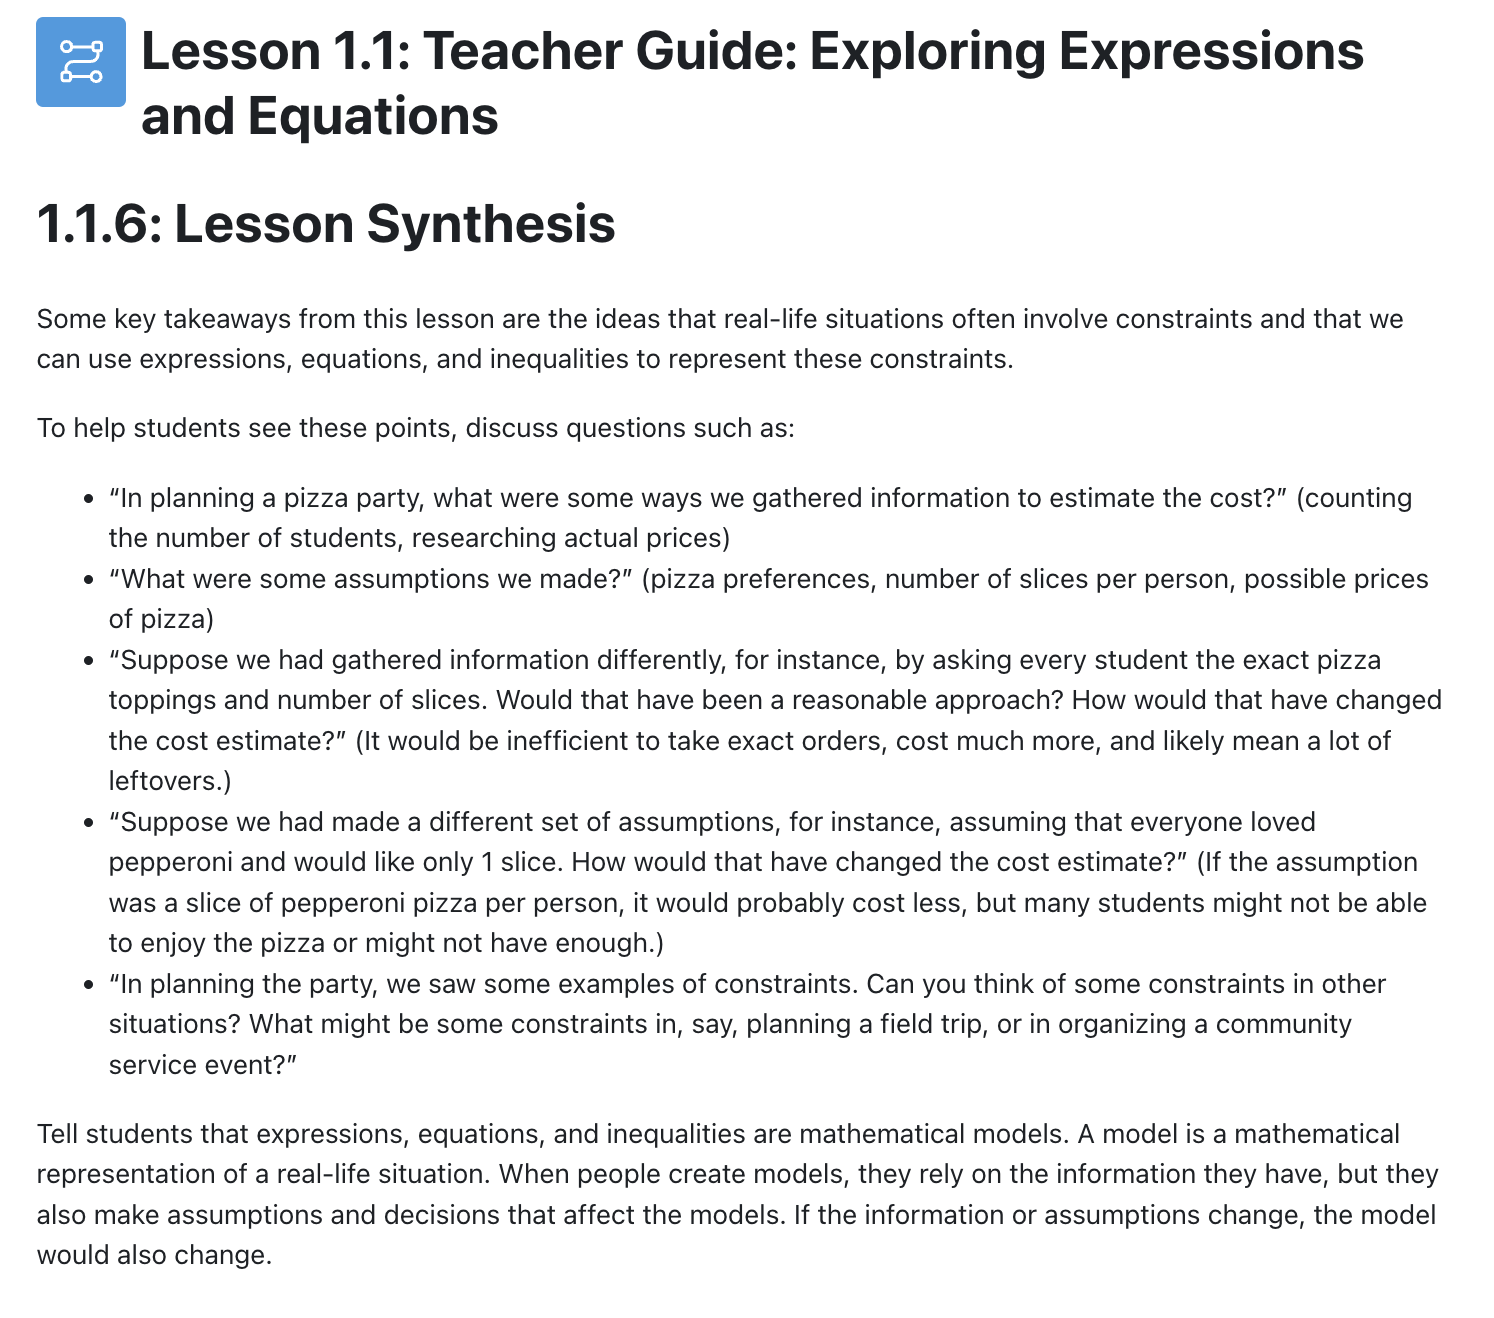 Lesson 1.1: Teacher Guide: Exploring Expressions
and Equations
1.1.6: Lesson Synthesis
Some key takeaways from this lesson are the ideas that real-life situations often involve constraints and that we
can use expressions, equations, and inequalities to represent these constraints.
To help students see these points, discuss questions such as:
• “In planning a pizza party, what were some ways we gathered information to estimate the cost?” (counting
the number of students, researching actual prices)
• “What were some assumptions we made?” (pizza preferences, number of slices per person, possible prices
of pizza)
• “Suppose we had gathered information differently, for instance, by asking every student the exact pizza
toppings and number of slices. Would that have been a reasonable approach? How would that have changed
the cost estimate?” (It would be inefficient to take exact orders, cost much more, and likely mean a lot of
leftovers.)
• “Suppose we had made a different set of assumptions, for instance, assuming that everyone loved
pepperoni and would like only 1 slice. How would that have changed the cost estimate?” (If the assumption
was a slice of pepperoni pizza per person, it would probably cost less, but many students might not be able
to enjoy the pizza or might not have enough.)
• “In planning the party, we saw some examples of constraints. Can you think of some constraints in other
situations? What might be some constraints in, say, planning a field trip, or in organizing a community
service event?”
Tell students that expressions, equations, and inequalities are mathematical models. A model is a mathematical
representation of a real-life situation. When people create models, they rely on the information they have, but they
also make assumptions and decisions that affect the models. If the information or assumptions change, the model
would also change.